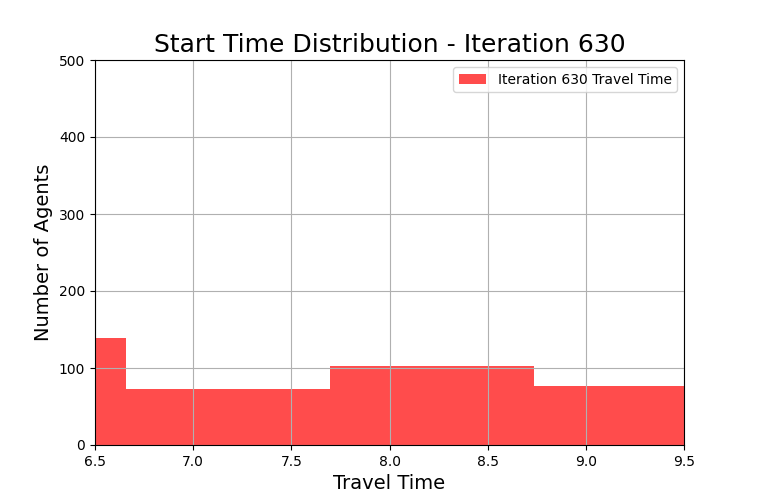 Start Time Distribution - Iteration 630
Iteration 630 Travel Time
Number of Agents
500
400
300
200
100
0
6.5 7.0 7.5 8.0 8.5 9.0 9.5
Travel Time